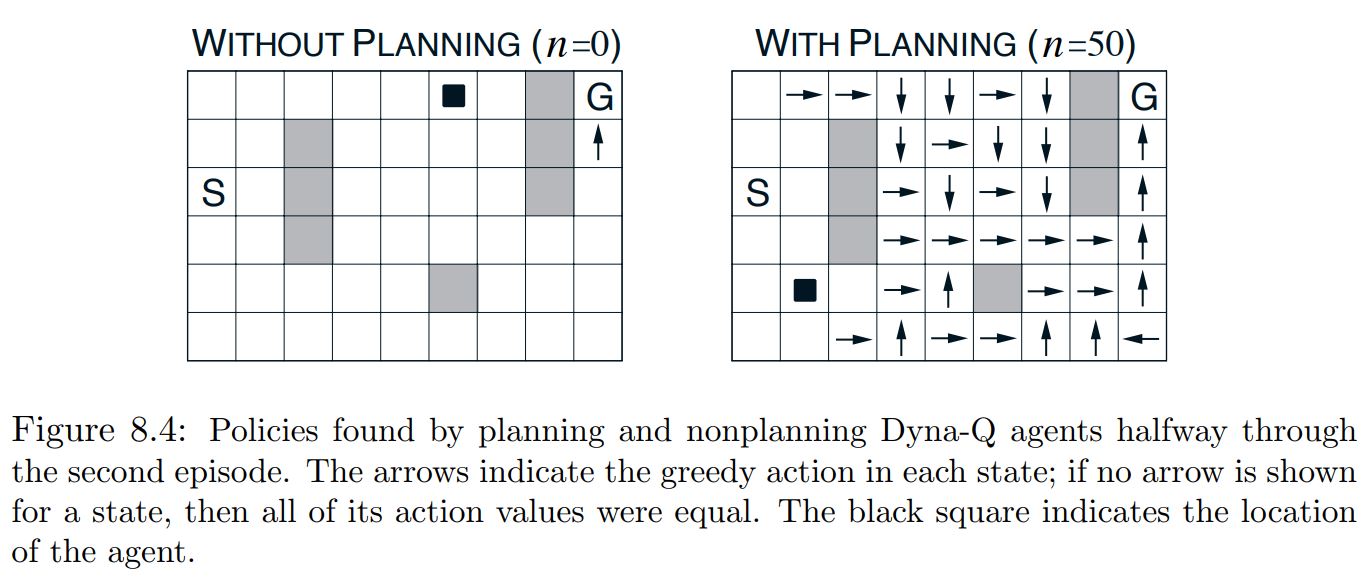 WITHOUT PLANNING (n=0) WITH PLANNING (n=50)
G G
S S
Figure 8.4: Policies found by planning and nonplanning Dyna-Q agents halfway through
the second episode. The arrows indicate the greedy action in each state; if no arrow is shown
for a state, then all of its action values were equal. The black square indicates the location
of the agent.